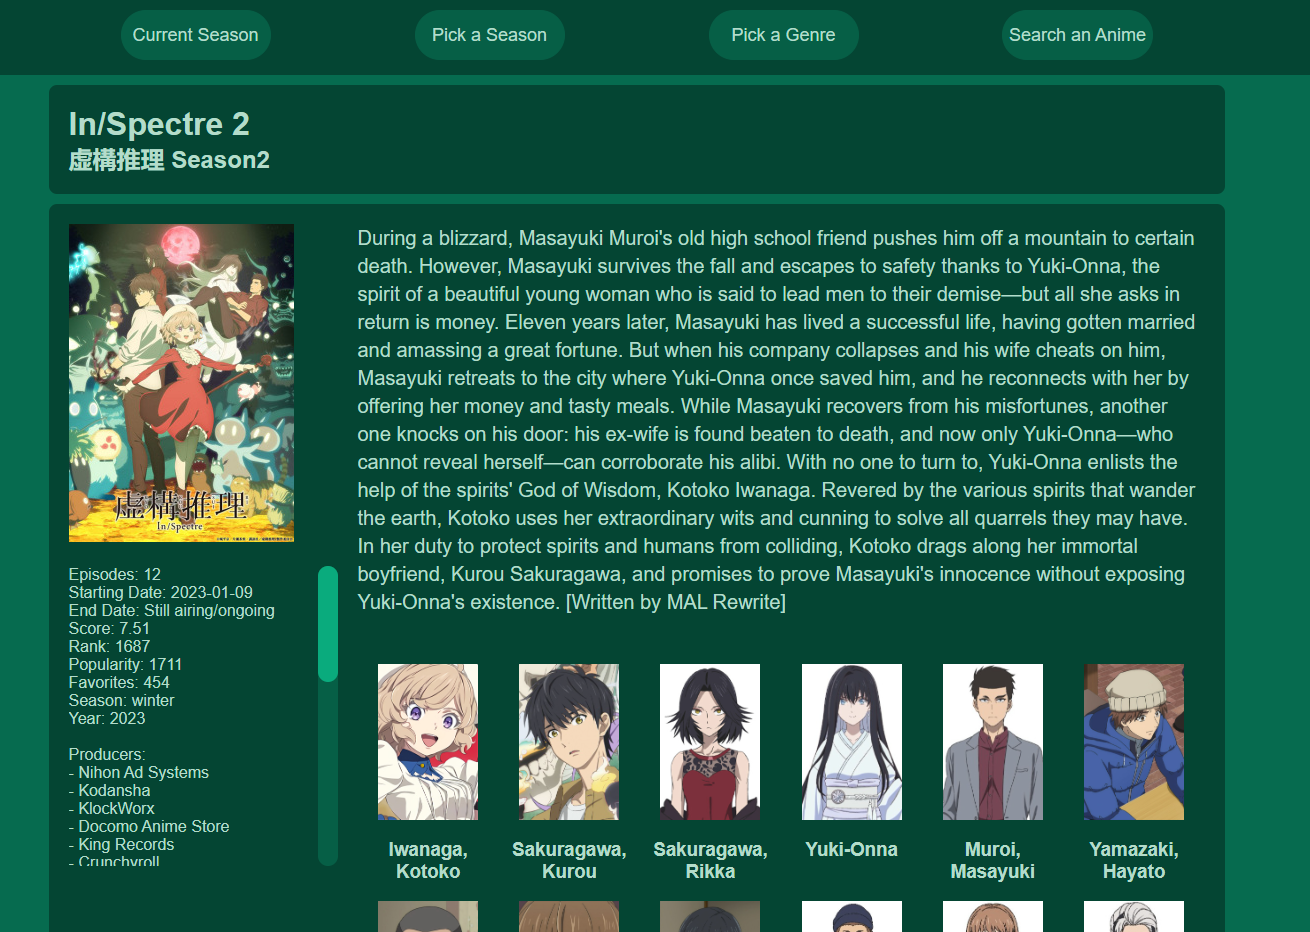 Current Season
Pick a Season
Pick a Genre
Search an Anime
In/Spectre 2
虚構推理 Season2
虚構推理
In/Spectre
During a blizzard, Masayuki Muroi's old high school friend pushes him off a mountain to certain
death. However, Masayuki survives the fall and escapes to safety thanks to Yuki-Onna, the
spirit of a beautiful young woman who is said to lead men to their demise—but all she asks in
return is money. Eleven years later, Masayuki has lived a successful life, having gotten married
and amassing a great fortune. But when his company collapses and his wife cheats on him,
Masayuki retreats to the city where Yuki-Onna once saved him, and he reconnects with her by
offering her money and tasty meals. While Masayuki recovers from his misfortunes, another
one knocks on his door: his ex-wife is found beaten to death, and now only Yuki-Onna—who
cannot reveal herself—can corroborate his alibi. With no one to turn to, Yuki-Onna enlists the
help of the spirits' God of Wisdom, Kotoko Iwanaga. Revered by the various spirits that wander
the earth, Kotoko uses her extraordinary wits and cunning to solve all quarrels they may have.
In her duty to protect spirits and humans from colliding, Kotoko drags along her immortal
boyfriend, Kurou Sakuragawa, and promises to prove Masayuki's innocence without exposing
Yuki-Onna's existence. [Written by MAL Rewrite]
Episodes: 12
Starting Date: 2023-01-09
End Date: Still airing/ongoing
Score: 7.51
Rank: 1687
Popularity: 1711
Favorites: 454
Season: winter
Year: 2023
Producers:
- Nihon Ad Systems
- Kodansha
- KlockWorx
- Docomo Anime Store
- King Records
- Crunchyroll
Iwanaga,
Kotoko
Sakuragawa,
Kurou
Sakuragawa,
Rikka
Yuki-Onna
Muroi,
Masayuki
Yamazaki,
Hayato